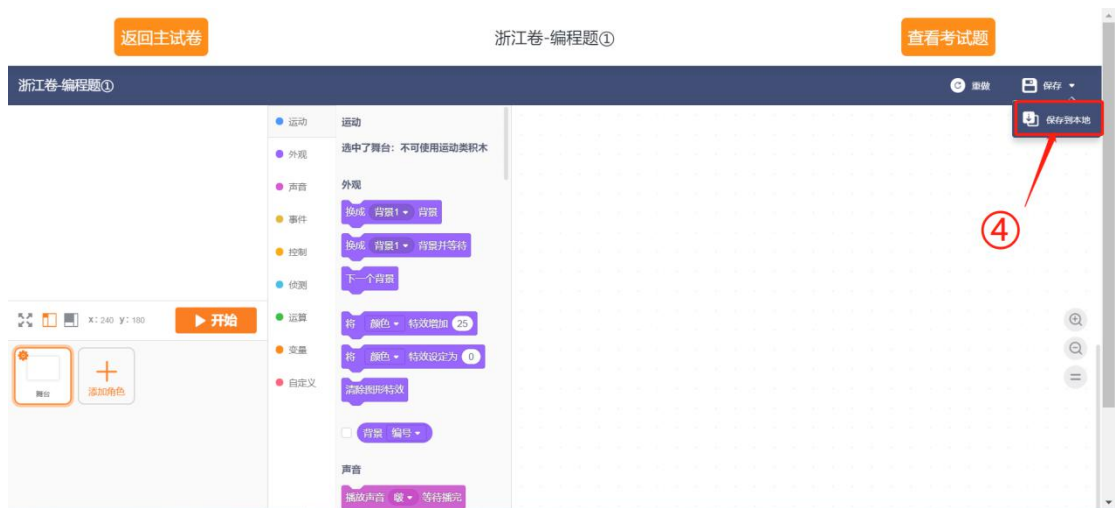 返回主试卷
浙江卷-编程题①
查看考试题
浙江卷-编程题①
重做
保存
保存到本地
④
运动
外观
声音
事件
控制
侦测
运算
变量
自定义
运动
选中了舞台：不可使用运动类积木
外观
换成 背景1 背景
换成 背景1 背景并等待
下一个背景
将 颜色 特效增加 25
将 颜色 特效设定为 0
清除图形特效
背景 编号
声音
播放声音 啵 等待播完
x: 240 y: 180
开始
舞台
添加角色